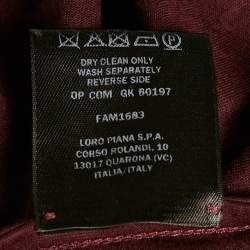 DRY CLEAN ONLY
WASH SEPARATELY
REVERSE SIDE
OP COM GK 80197
FAM1683
LORO PIANA S.P.A.
CORSO ROLANDI, 10
13017 QUARONA (VC)
ITALIA/ITALY